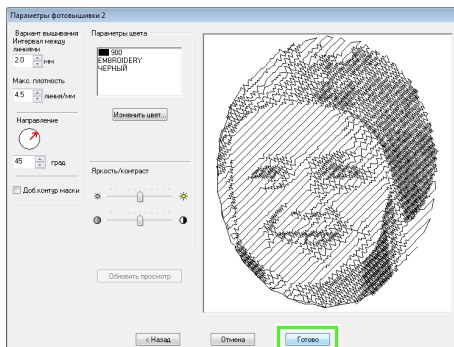 Параметры фотовышивки 2
Вариант вышивания
Интервал между
линиями
2.0 мм
Макс. плотность
4.5 линия/мм
Направление
45 град.
Доб.контур маски
Параметры цвета
900
EMBROIDERY
ЧЕРНЫЙ
Изменить цвет...
Яркость/контраст
Обновить просмотр
< Назад
Отмена
Готово